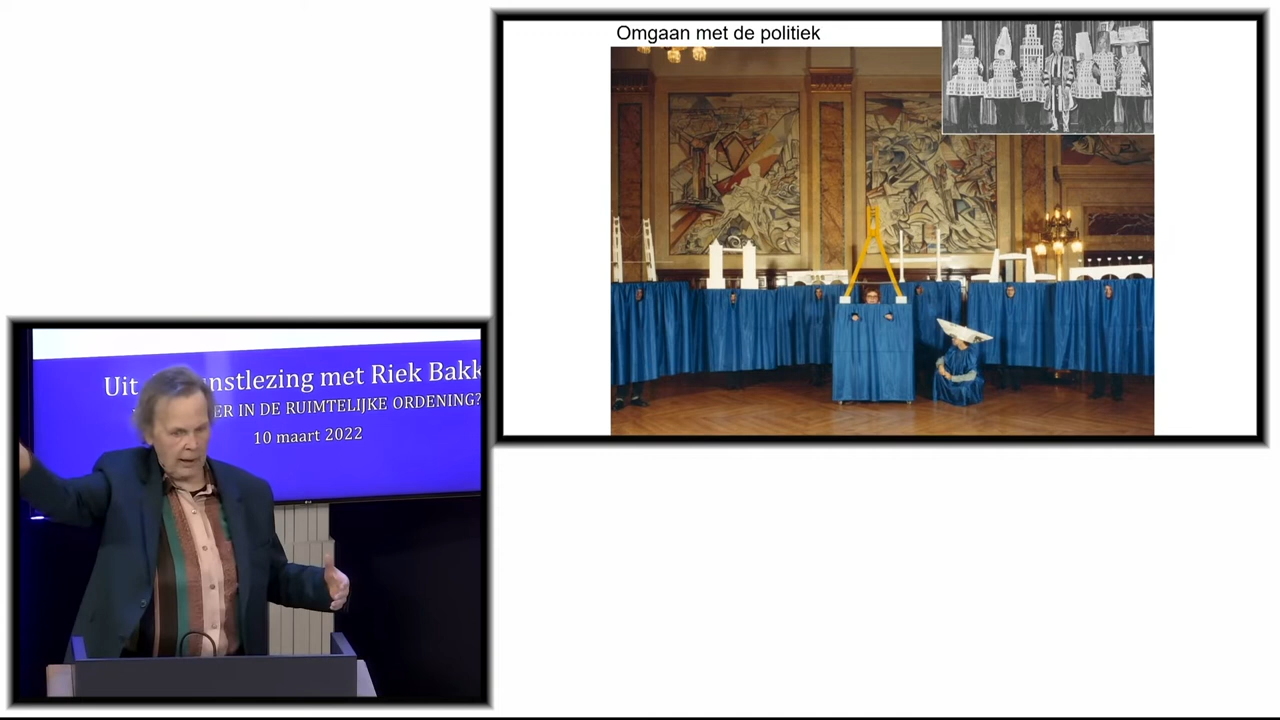 Omgaan met de politiek
Uit nstlezing met Riek Bakk
ER IN DE RUIMTELIJKE ORDENING?
10 maart 2022